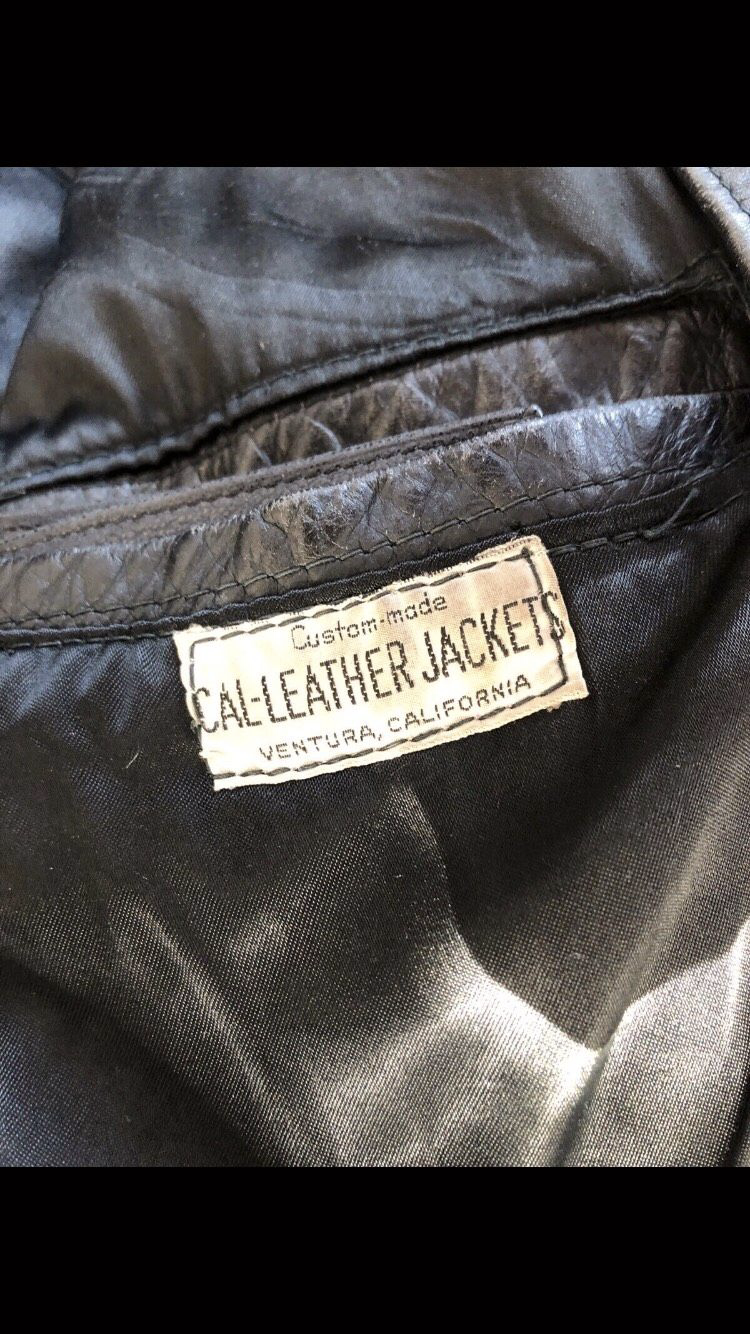 Custom-made
CAL-LEATHER JACKETS
VENTURA, CALIFORNIA